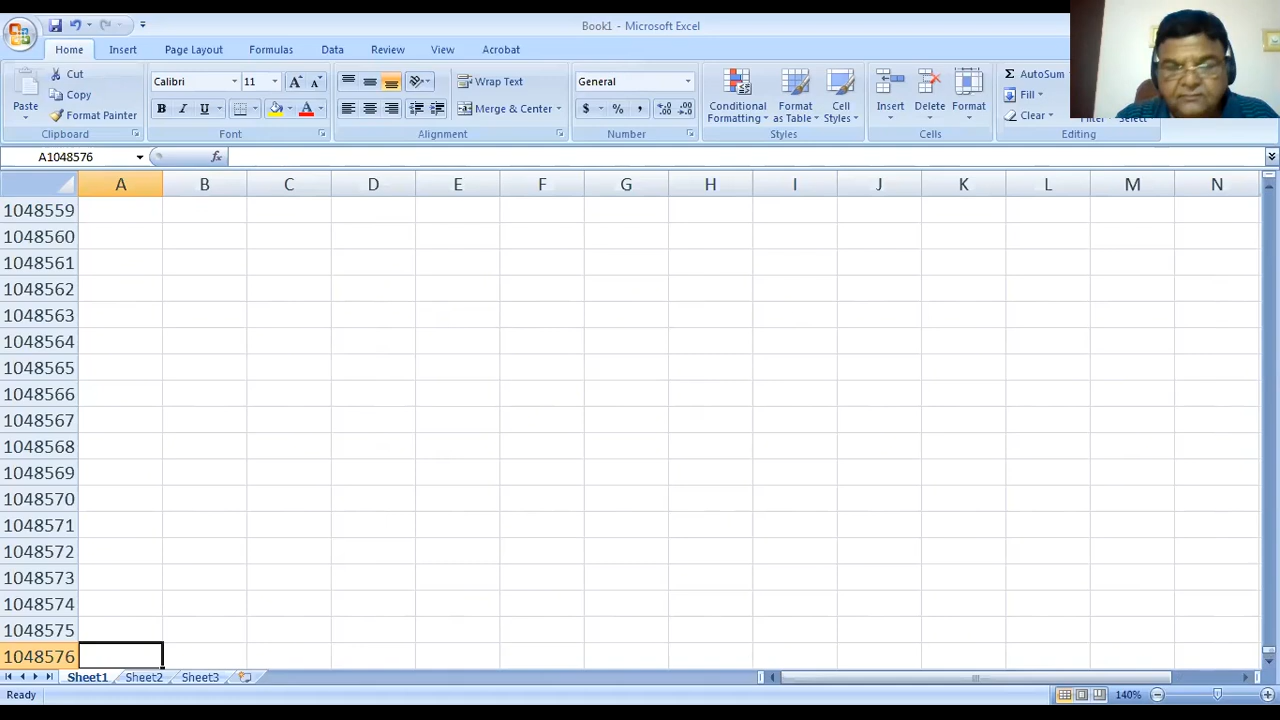 Book1 - Microsoft Excel
Home Insert Page Layout Formulas Data Review View Acrobat
Paste
Cut
Copy
Format Painter
Clipboard
Calibri 11
B I U
Font
Wrap Text
Merge & Center
Alignment
General
$ % ,
Number
Conditional Formatting
Format as Table
Cell Styles
Styles
Insert Delete Format
Cells
AutoSum
Fill
Clear
Editing
A1048576 fx
A B C D E F G H I J K L M N
1048559
1048560
1048561
1048562
1048563
1048564
1048565
1048566
1048567
1048568
1048569
1048570
1048571
1048572
1048573
1048574
1048575
1048576
Sheet1 Sheet2 Sheet3
Ready 140%